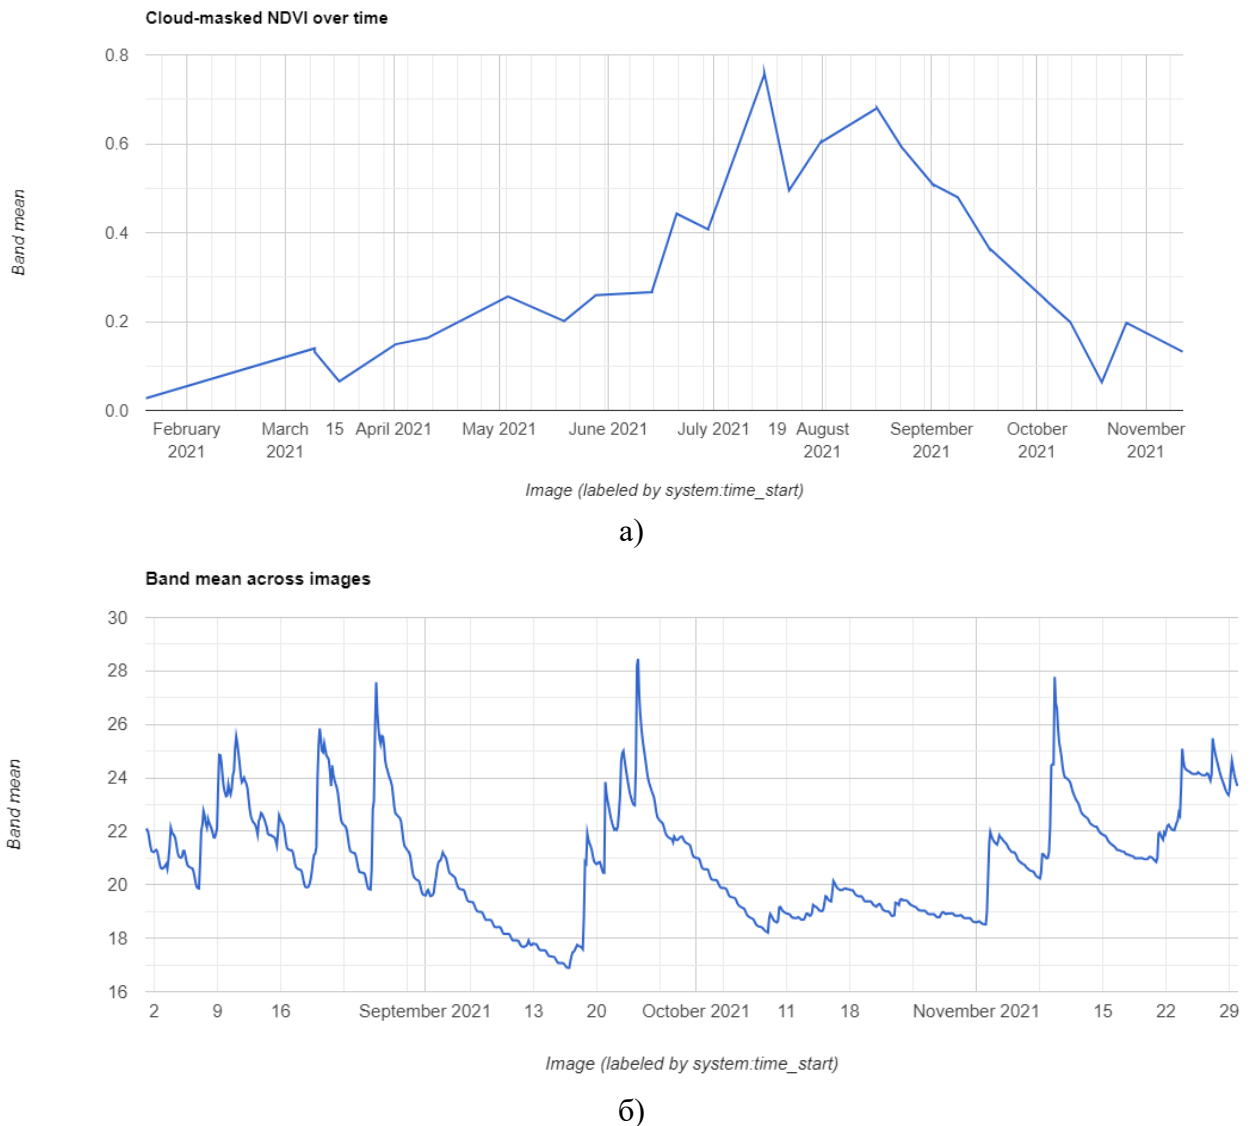 Cloud-masked NDVI over time
0.8
0.6
0.4
0.2
0.0
Band mean
February 2021
March 2021
15
April 2021
May 2021
June 2021
July 2021
19
August 2021
September 2021
October 2021
November 2021
Image (labeled by system:time_start)
а)
Band mean across images
30
28
26
24
22
20
18
16
Band mean
2
9
16
September 2021
13
20
October 2021
11
18
November 2021
15
22
29
Image (labeled by system:time_start)
б)